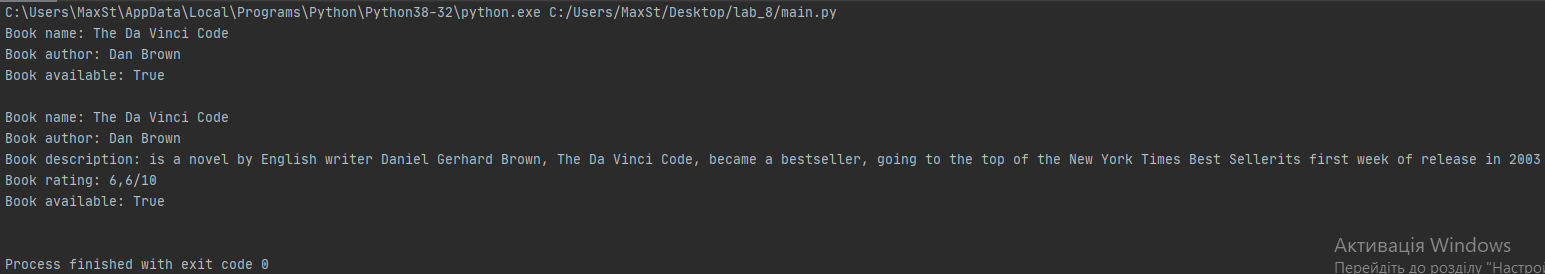 C:\Users\MaxSt\AppData\Local\Programs\Python\Python38-32\python.exe C:/Users/MaxSt/Desktop/lab_8/main.py
Book name: The Da Vinci Code
Book author: Dan Brown
Book available: True
Book name: The Da Vinci Code
Book author: Dan Brown
Book description: is a novel by English writer Daniel Gerhard Brown, The Da Vinci Code, became a bestseller, going to the top of the New York Times Best Sellerits first week of release in 2003
Book rating: 6,6/10
Book available: True
Активація Windows
Перейдіть до розділу "Настрої
Process finished with exit code 0